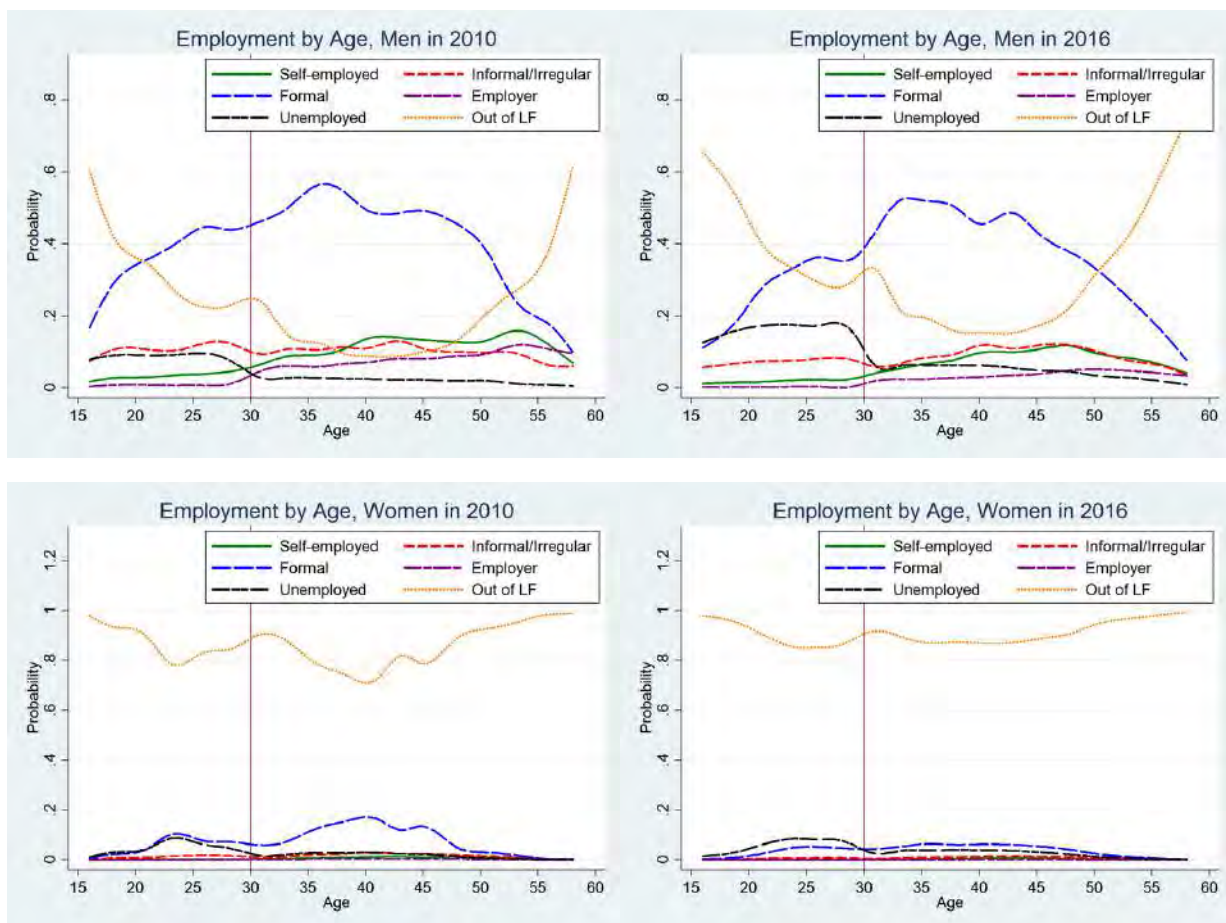 Employment by Age, Men in 2010
Self-employed Informal/Irregular
Formal Employer
Unemployed Out of LF
Probability
0 .2 .4 .6 .8
15 20 25 30 35 40 45 50 55 60
Age
Employment by Age, Men in 2016
Self-employed Informal/Irregular
Formal Employer
Unemployed Out of LF
Probability
0 .2 .4 .6 .8
15 20 25 30 35 40 45 50 55 60
Age
Employment by Age, Women in 2010
Self-employed Informal/Irregular
Formal Employer
Unemployed Out of LF
Probability
0 .2 .4 .6 .8 1 1.2
15 20 25 30 35 40 45 50 55 60
Age
Employment by Age, Women in 2016
Self-employed Informal/Irregular
Formal Employer
Unemployed Out of LF
Probability
0 .2 .4 .6 .8 1 1.2
15 20 25 30 35 40 45 50 55 60
Age